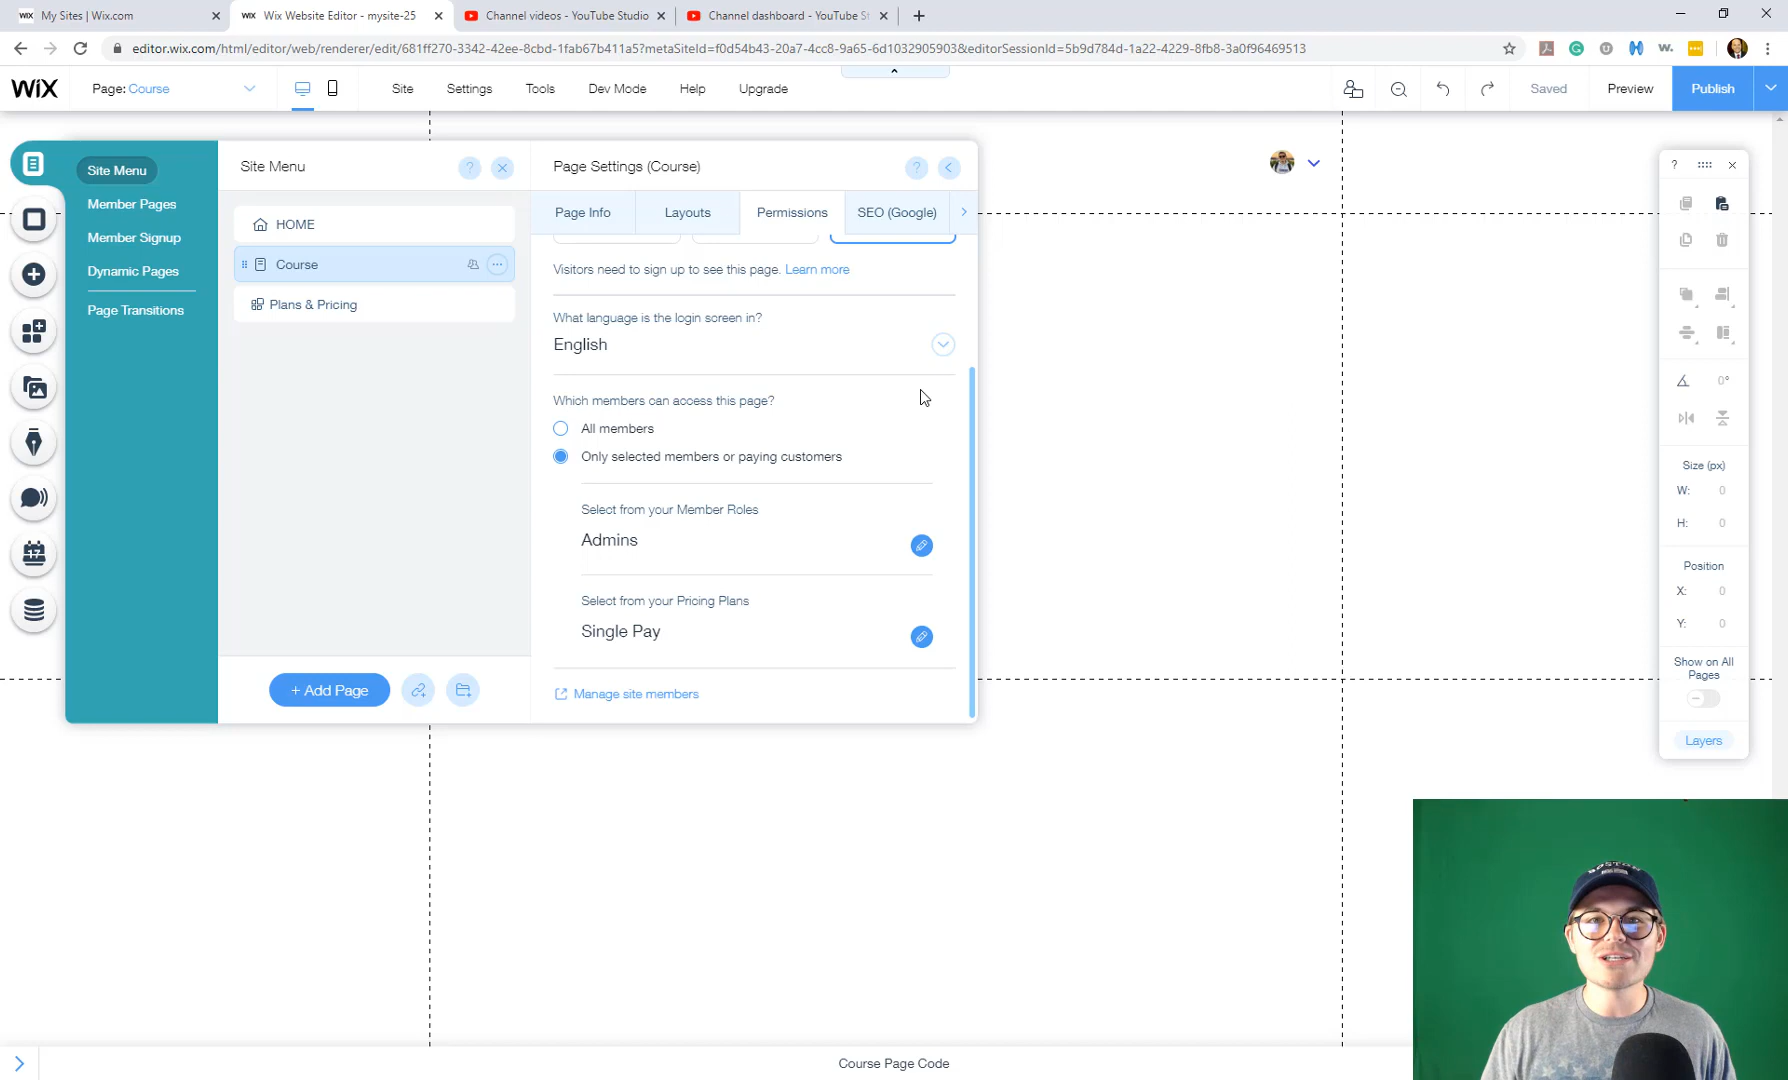 My Sites | Wix.com
Wix Website Editor - mysite-25
Channel videos - YouTube Studio
Channel dashboard - YouTube St
editor.wix.com/html/editor/web/renderer/edit/681ff270-3342-42ee-8cbd-1fab67b411a5?metaSiteId=f0d54b43-20a7-4cc8-9a65-6d1032905903&editorSessionId=5b9d784d-1a22-4229-8fb8-3a0f96469513
WiX
Page: Course
Site
Settings
Tools
Dev Mode
Help
Upgrade
Saved
Preview
Publish
Site Menu
Member Pages
Member Signup
Dynamic Pages
Page Transitions
Site Menu
?
HOME
Course
Plans & Pricing
+ Add Page
Page Settings (Course)
?
Page Info
Layouts
Permissions
SEO (Google)
Visitors need to sign up to see this page. Learn more
What language is the login screen in?
English
Which members can access this page?
All members
Only selected members or paying customers
Select from your Member Roles
Admins
Select from your Pricing Plans
Single Pay
Manage site members
?
0°
Size (px)
W: 0
H: 0
Position
X: 0
Y: 0
Show on All
Pages
Layers
17
BOSTON
Course Page Code